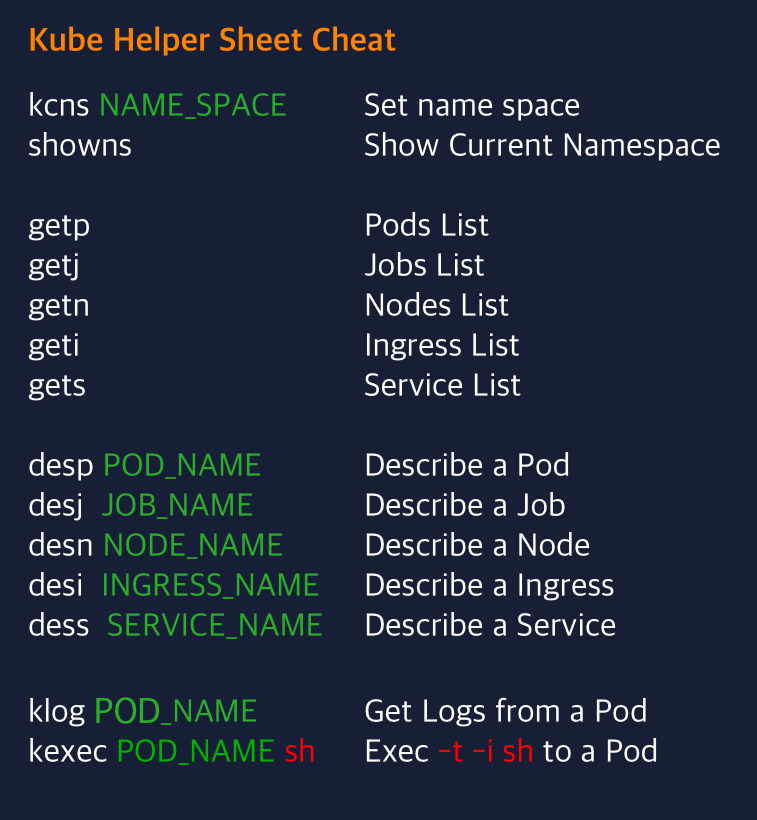 Kube Helper Sheet Cheat
kcns NAME_SPACE Set name space
showns Show Current Namespace
getp Pods List
getj Jobs List
getn Nodes List
geti Ingress List
gets Service List
desp POD_NAME Describe a Pod
desj JOB_NAME Describe a Job
desn NODE_NAME Describe a Node
desi INGRESS_NAME Describe a Ingress
dess SERVICE_NAME Describe a Service
klog POD_NAME Get Logs from a Pod
kexec POD_NAME sh Exec -t -i sh to a Pod